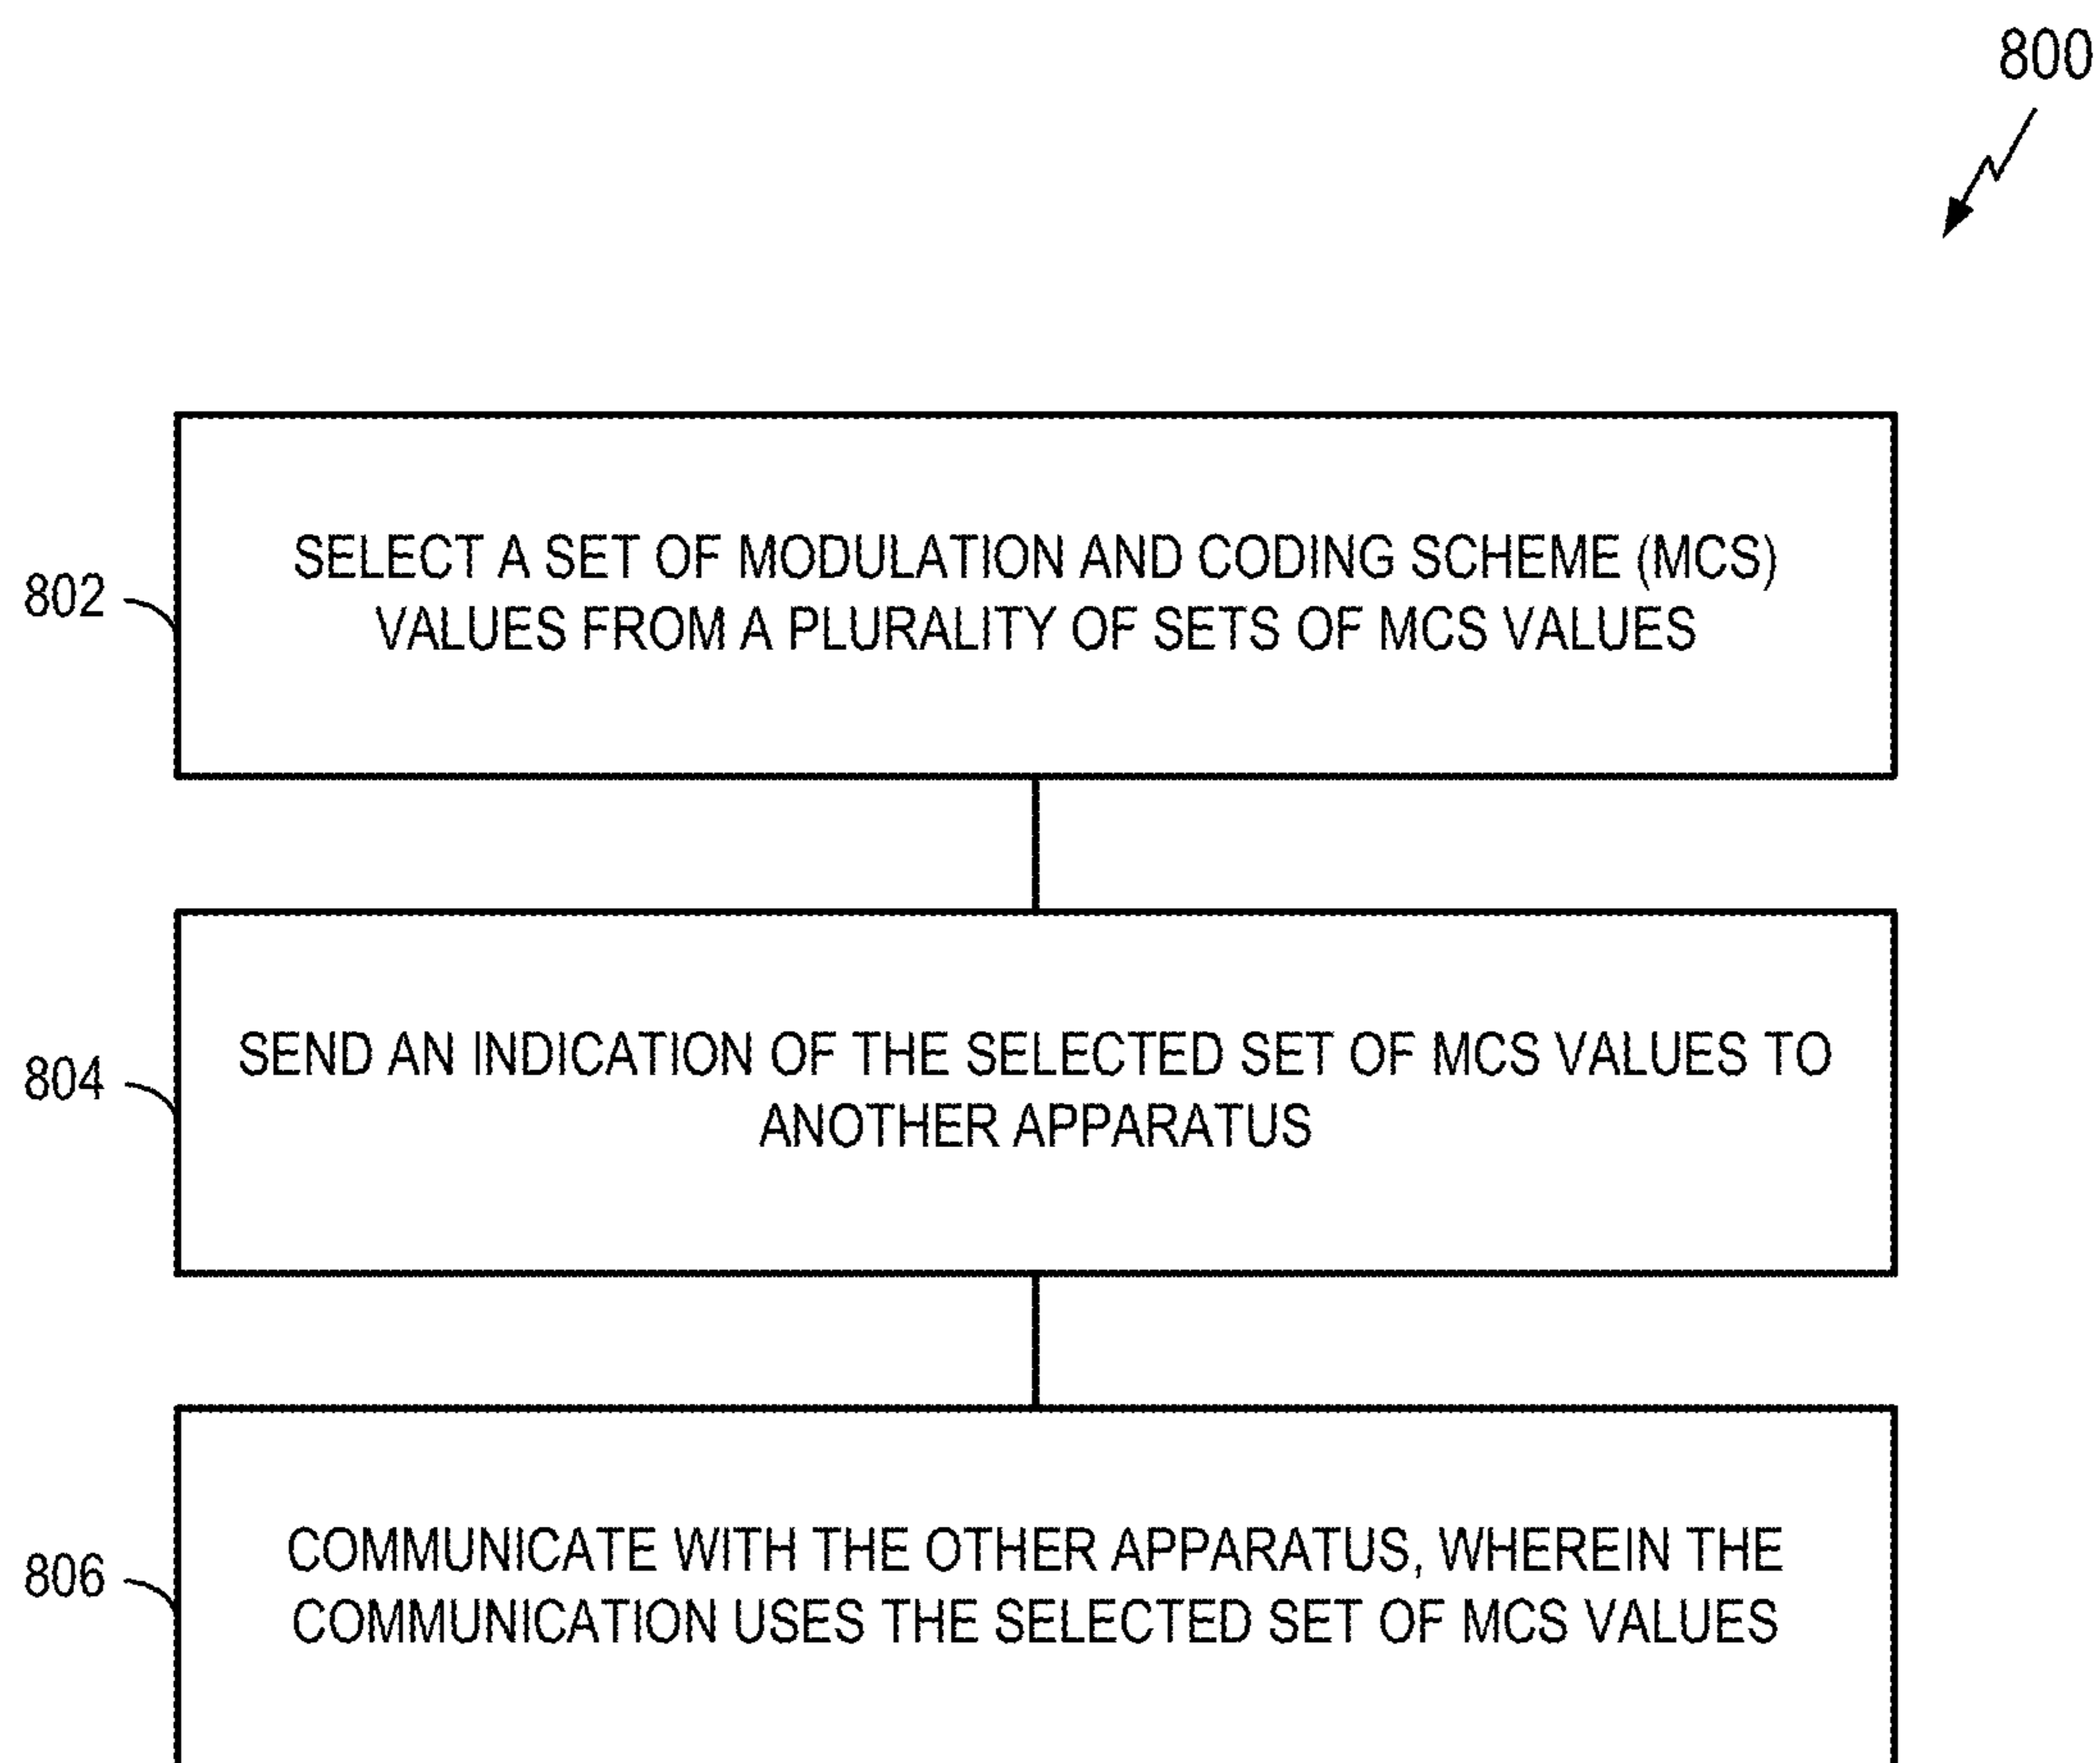 800
802
SELECT A SET OF MODULATION AND CODING SCHEME (MCS)
VALUES FROM A PLURALITY OF SETS OF MCS VALUES
804
SEND AN INDICATION OF THE SELECTED SET OF MCS VALUES TO
ANOTHER APPARATUS
806
COMMUNICATE WITH THE OTHER APPARATUS, WHEREIN THE
COMMUNICATION USES THE SELECTED SET OF MCS VALUES